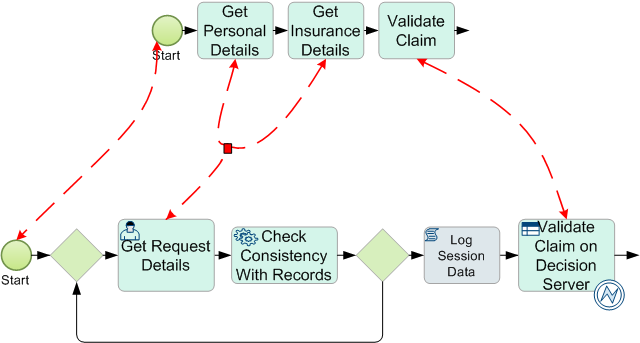 Start
Get
Personal
Details
Get
Insurance
Details
Validate
Claim
Start
Get Request
Details
Check
Consistency
With Records
Log
Session
Data
Validate
Claim on
Decision
Server